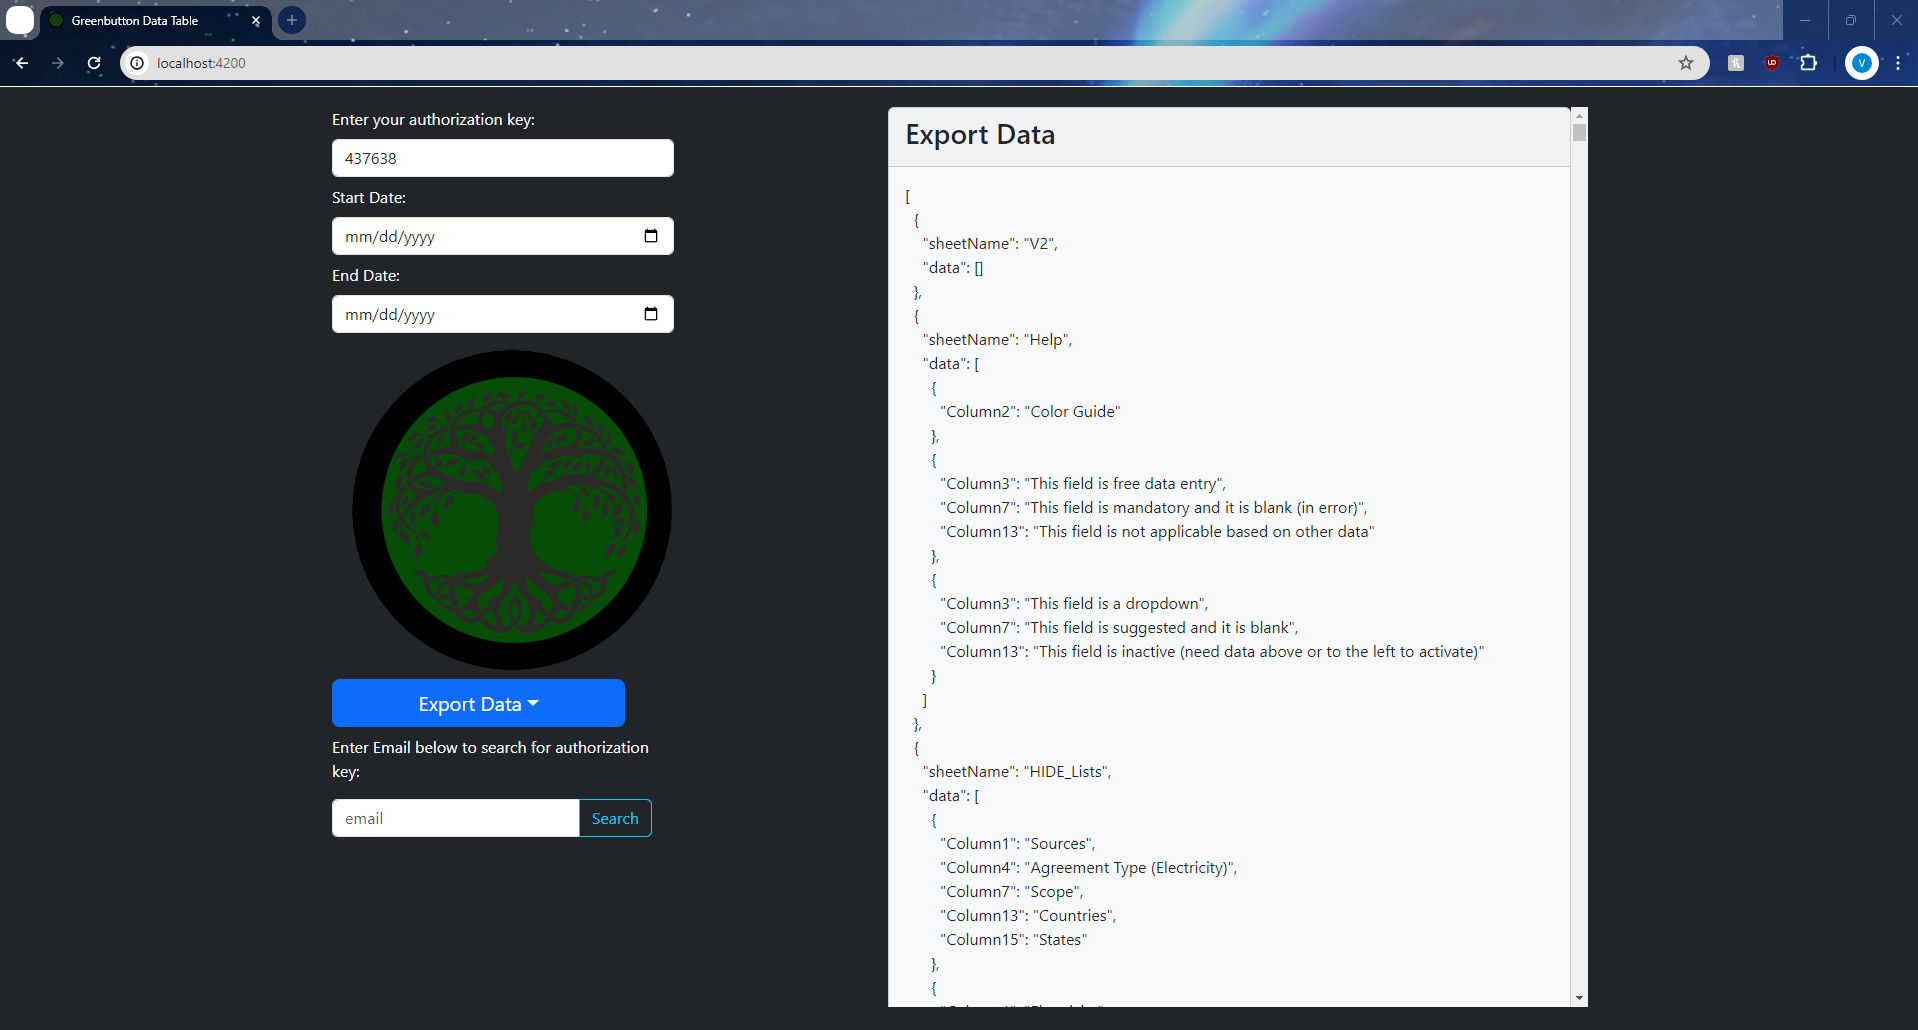 Greenbutton Data Table
localhost:4200
V
Enter your authorization key:
437638
Start Date:
mm/dd/yyyy
End Date:
mm/dd/yyyy
Export Data
Enter Email below to search for authorization
key:
email
Search
Export Data
[
{
"sheetName": "V2",
"data": []
},
{
"sheetName": "Help",
"data": [
{
"Column2": "Color Guide"
},
{
"Column3": "This field is free data entry",
"Column7": "This field is mandatory and it is blank (in error)",
"Column13": "This field is not applicable based on other data"
},
{
"Column3": "This field is a dropdown",
"Column7": "This field is suggested and it is blank",
"Column13": "This field is inactive (need data above or to the left to activate)"
}
]
},
{
"sheetName": "HIDE_Lists",
"data": [
{
"Column1": "Sources",
"Column4": "Agreement Type (Electricity)",
"Column7": "Scope",
"Column13": "Countries",
"Column15": "States"
},
{